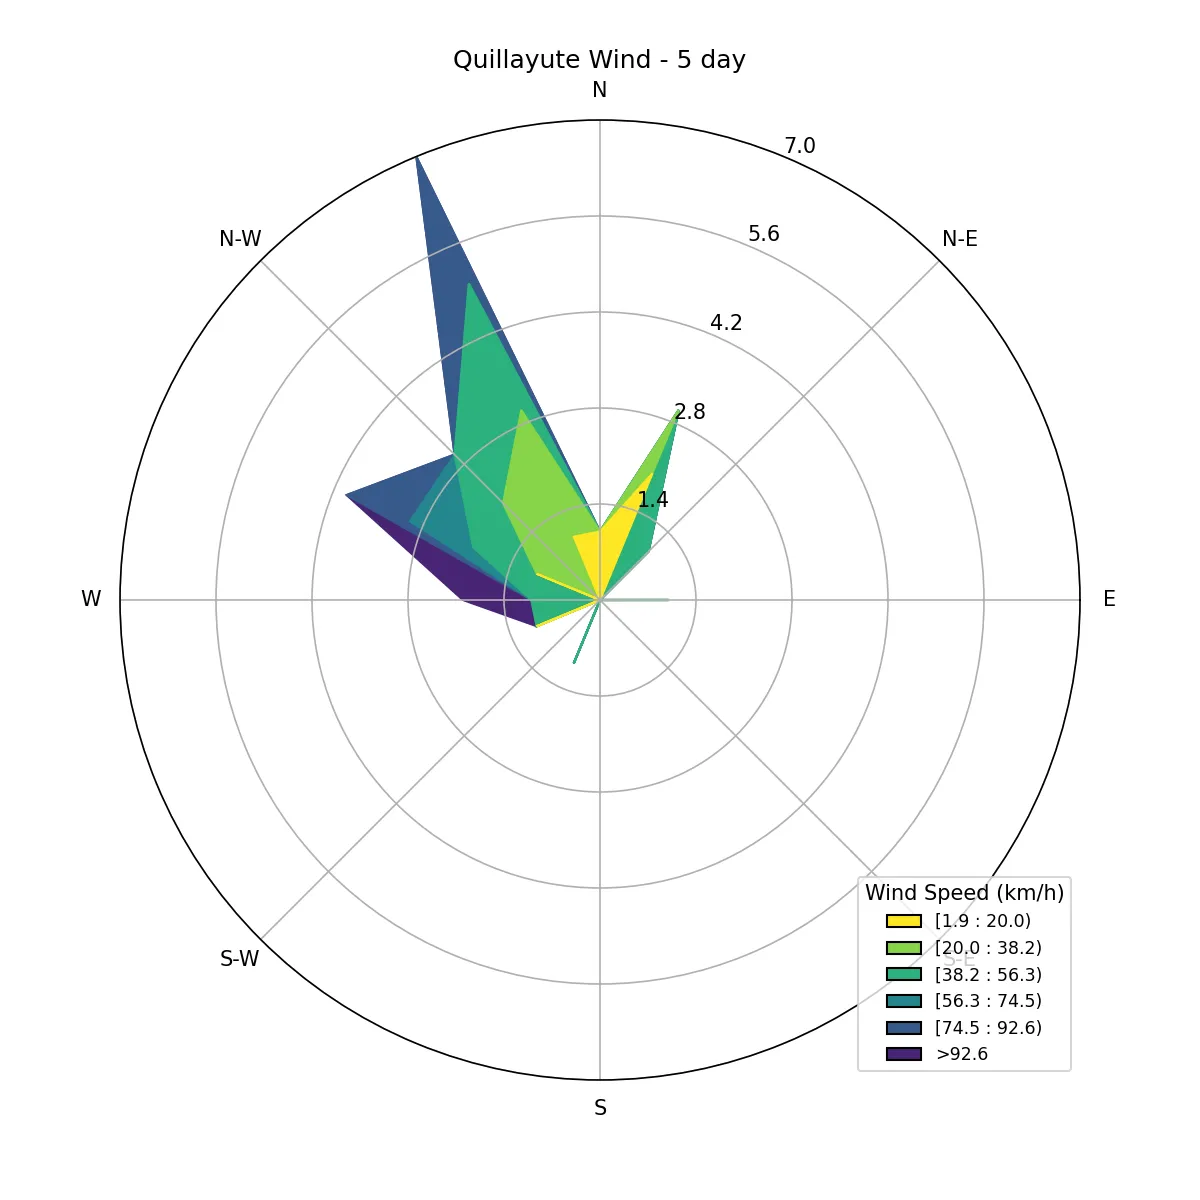 Quillayute Wind - 5 day
N
7.0
N-W
5.6
N-E
4.2
2.8
1.4
W
E
Wind Speed (km/h)
[1.9 : 20.0)
[20.0 : 38.2)
S-W
S-E
[38.2 : 56.3)
[56.3 : 74.5)
[74.5 : 92.6)
>92.6
S